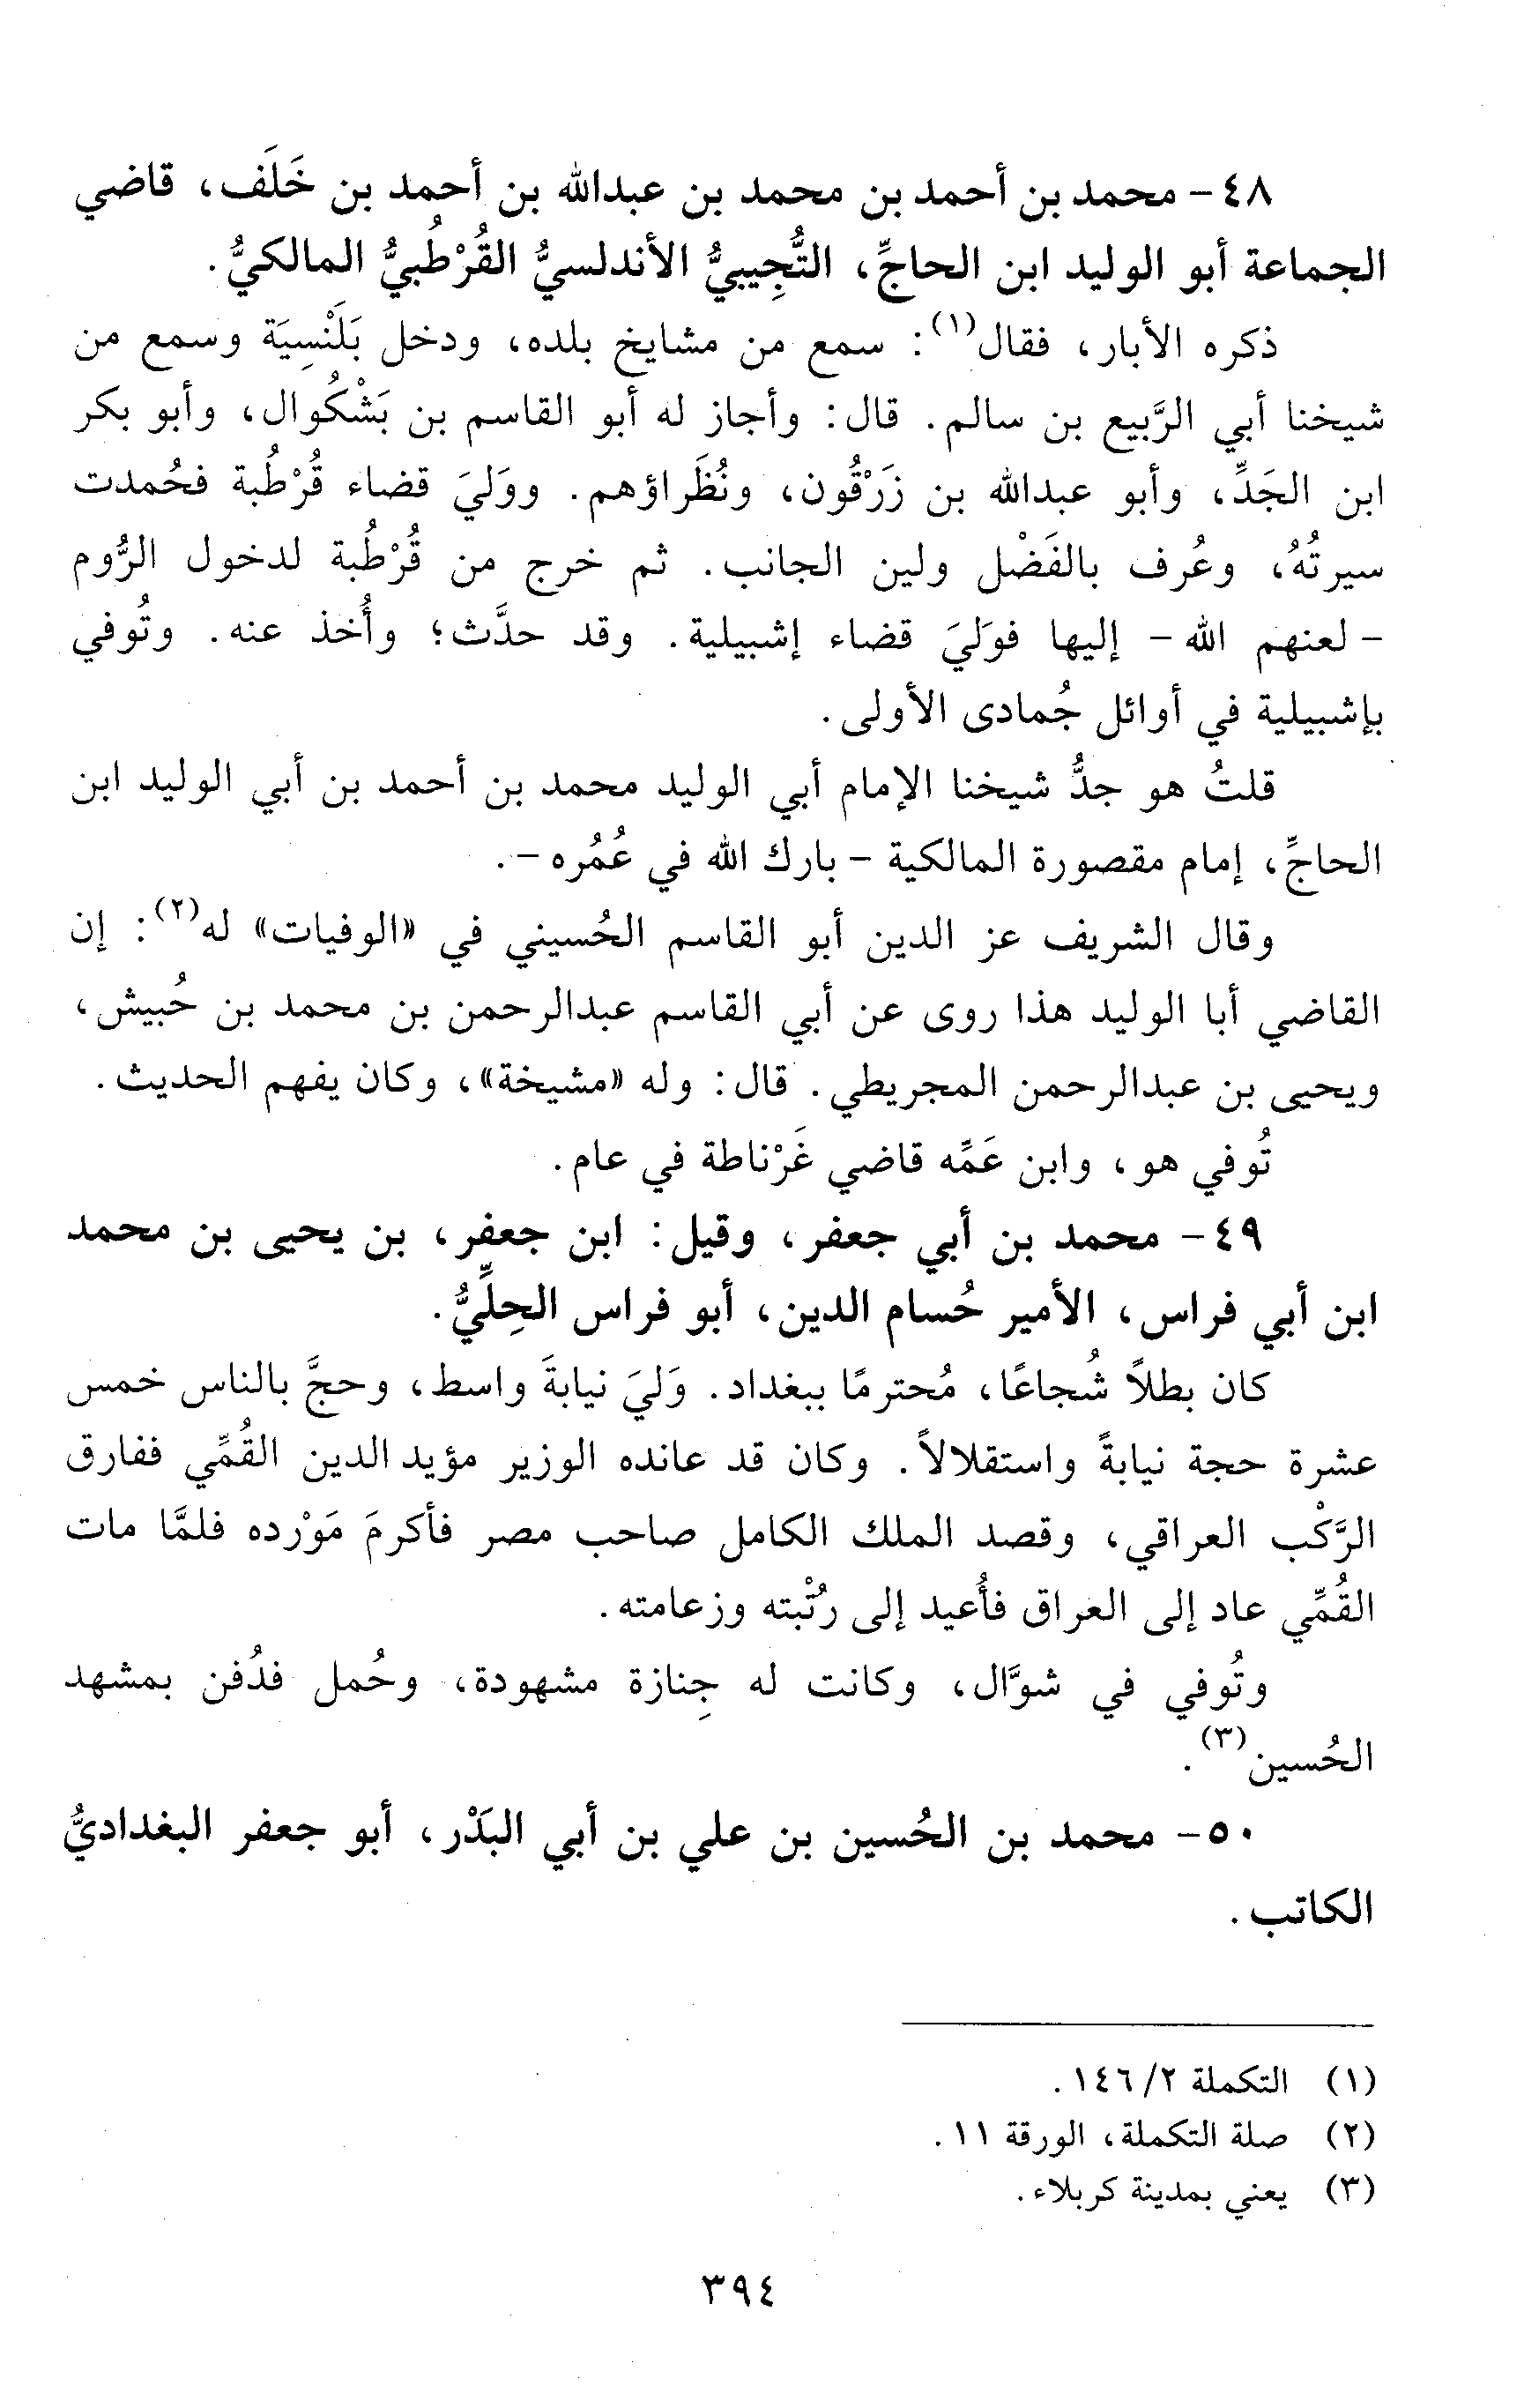 ٤٨- محمد بن أحمد بن محمد بن عبدالله بن أحمد بن خَلَف، قاضي
الجماعة أبو الوليد ابن الحاجِّ، التُّجِيبيُّ الأندلسيُّ القُرْطُبيُّ المالكيُّ.
ذكره الأبار، فقال(١): سمع من مشايخ بلده، ودخل بَلَنْسِيَة وسمع من
شيخنا أبي الرَّبيع بن سالم. قال: وأجاز له أبو القاسم بن بَشْكُوال، وأبو بكر
ابن الجَدِّ، وأبو عبدالله بن زَرْقُون، ونُظَراؤهم. ووَليَ قضاء قُرْطُبة فحُمدت
سيرتُهُ، وعُرف بالفَضْل ولين الجانب. ثم خرج من قُرْطُبة لدخول الرُّوم
- لعنهم الله - إليها فوَليَ قضاء إشبيلية. وقد حدَّث؛ وأُخذ عنه. وتُوفي
بإشبيلية في أوائل جُمادى الأولى.
قلتُ هو جدُّ شيخنا الإمام أبي الوليد محمد بن أحمد بن أبي الوليد ابن
الحاجِّ، إمام مقصورة المالكية - بارك الله في عُمُره -.
وقال الشريف عز الدين أبو القاسم الحُسيني في «الوفيات» له(٢): إن
القاضي أبا الوليد هذا روى عن أبي القاسم عبدالرحمن بن محمد بن حُبيش،
ويحيى بن عبدالرحمن المجريطي. قال: وله «مشيخة»، وكان يفهم الحديث.
تُوفي هو، وابن عَمِّه قاضي غَرْناطة في عام.
٤٩- محمد بن أبي جعفر، وقيل: ابن جعفر، بن يحيى بن محمد
ابن أبي فراس، الأمير حُسام الدين، أبو فراس الحِلِّيُّ.
كان بطلاً شُجاعًا، مُحترمًا ببغداد. وَليَ نيابةَ واسط، وحجَّ بالناس خمس
عشرة حجة نيابةً واستقلالاً. وكان قد عانده الوزير مؤيد الدين القُمِّي ففارق
الرَّكْب العراقي، وقصد الملك الكامل صاحب مصر فأكرمَ مَوْرده فلمَّا مات
القُمِّي عاد إلى العراق فأُعيد إلى رُتْبته وزعامته.
وتُوفي في شوَّال، وكانت له جِنازة مشهودة، وحُمل فدُفن بمشهد
الحُسين(٣).
٥٠- محمد بن الحُسين بن علي بن أبي البَدْر، أبو جعفر البغداديُّ
الكاتب.
(١) التكملة ٢/ ١٤٦.
(٢) صلة التكملة، الورقة ١١.
(٣) يعني بمدينة كربلاء.
٣٩٤